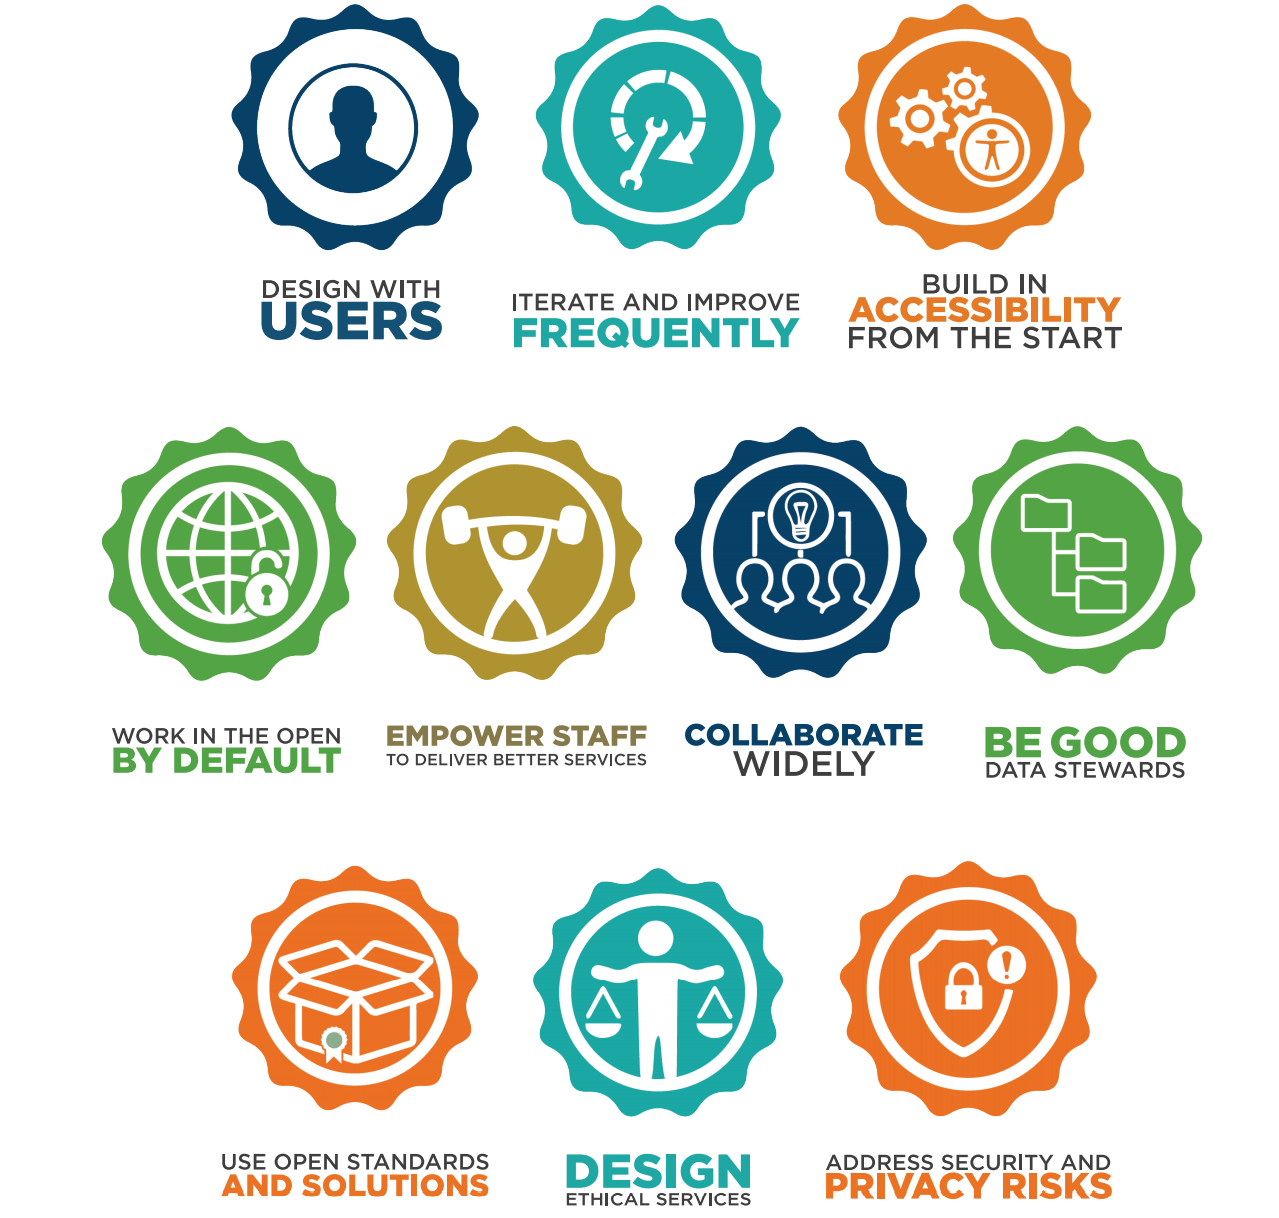 DESIGN WITH
USERS
ITERATE AND IMPROVE
FREQUENTLY
BUILD IN
ACCESSIBILITY
FROM THE START
WORK IN THE OPEN
BY DEFAULT
EMPOWER STAFF
TO DELIVER BETTER SERVICES
COLLABORATE
WIDELY
BE GOOD
DATA STEWARDS
USE OPEN STANDARDS
AND SOLUTIONS
DESIGN
ETHICAL SERVICES
ADDRESS SECURITY AND
PRIVACY RISKS